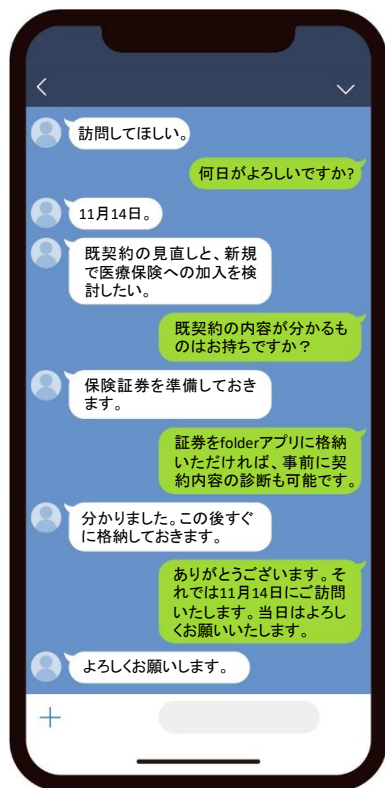 訪問してほしい。
何日がよろしいですか?
11月14日。
既契約の見直しと、新規
で医療保険への加入を検
討したい。
既契約の内容が分かるも
のはお持ちですか？
保険証券を準備しておき
ます。
証券をfolderアプリに格納
いただければ、事前に契
約内容の診断も可能です。
分かりました。この後すぐ
に格納しておきます。
ありがとうございます。そ
れでは11月14日にご訪問
いたします。当日はよろし
くお願いいたします。
よろしくお願いします。